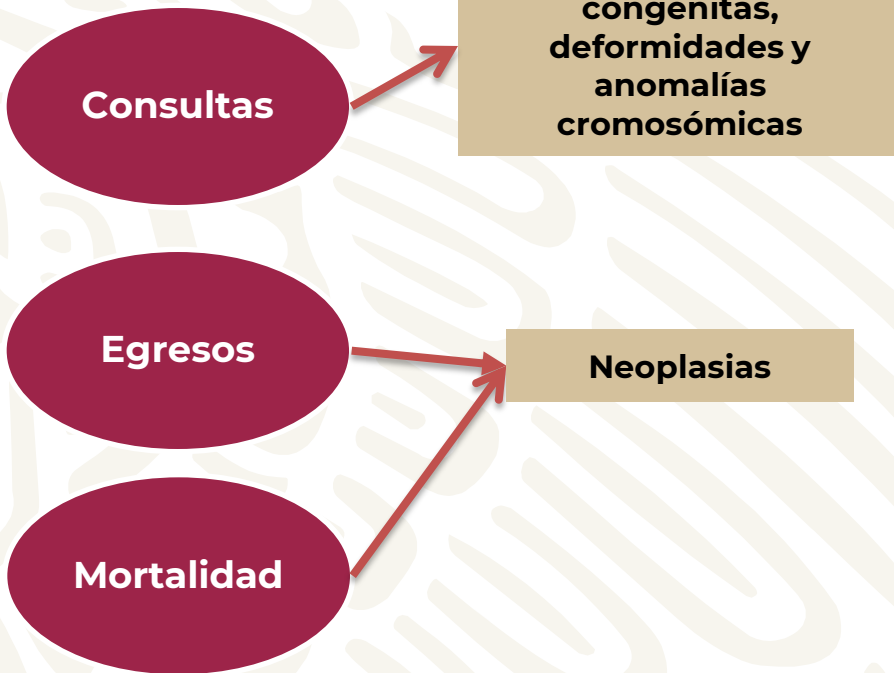 congénitas,
deformidades y
anomalías
cromosómicas
Consultas
Egresos
Neoplasias
Mortalidad